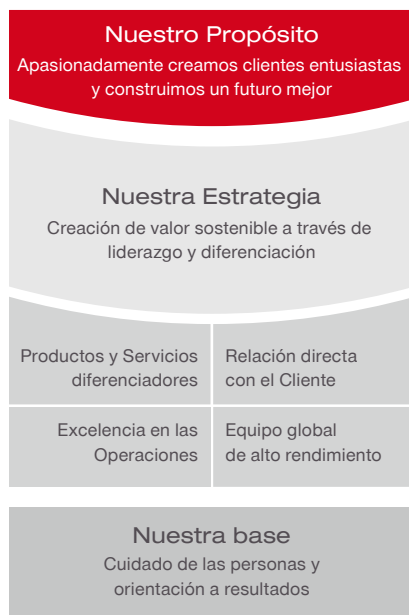 Nuestro Propósito
Apasionadamente creamos clientes entusiastas
y construimos un futuro mejor
Nuestra Estrategia
Creación de valor sostenible a través de
liderazgo y diferenciación
Productos y Servicios
diferenciadores
Relación directa
con el Cliente
Excelencia en las
Operaciones
Equipo global
de alto rendimiento
Nuestra base
Cuidado de las personas y
orientación a resultados